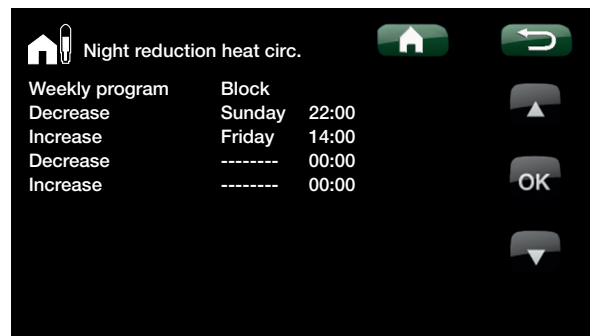 Night reduction heat circ.
Weekly program Block
Decrease Sunday 22:00
Increase Friday 14:00
Decrease -------- 00:00
Increase -------- 00:00
OK